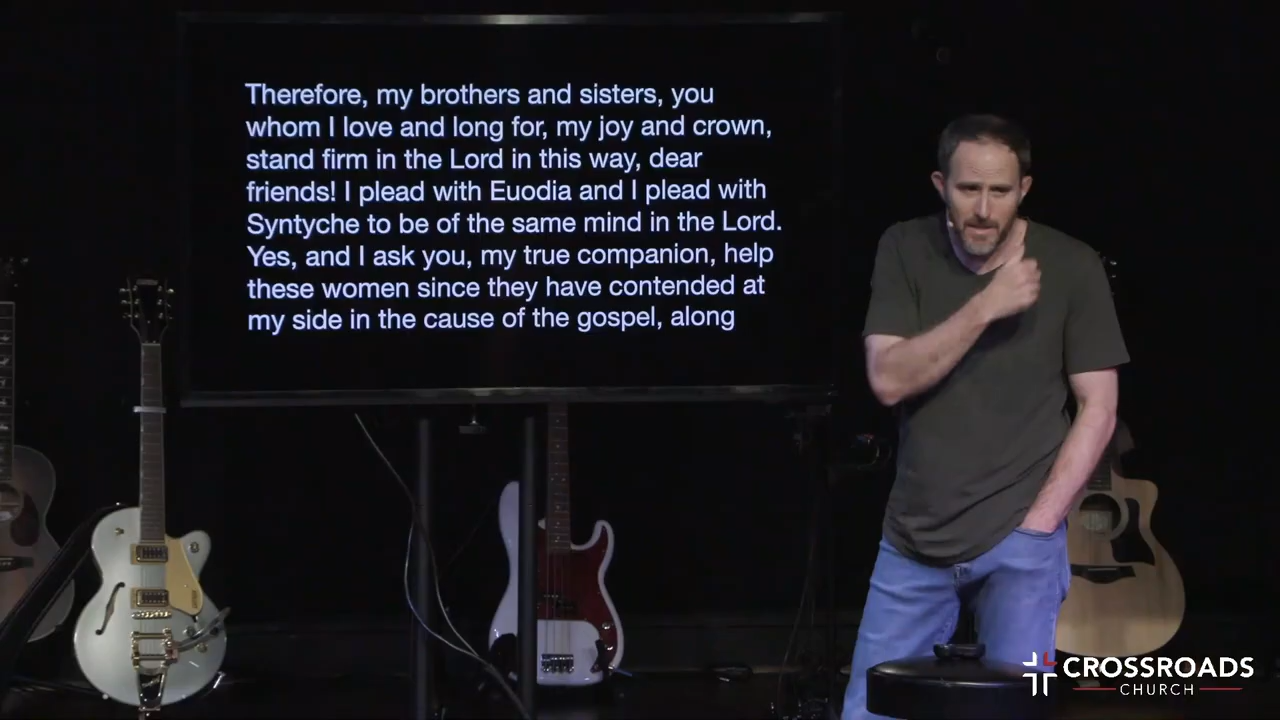 Therefore, my brothers and sisters, you
whom I love and long for, my joy and crown,
stand firm in the Lord in this way, dear
friends! I plead with Euodia and I plead with
Syntyche to be of the same mind in the Lord.
Yes, and I ask you, my true companion, help
these women since they have contended at
my side in the cause of the gospel, along
CROSSROADS
CHURCH